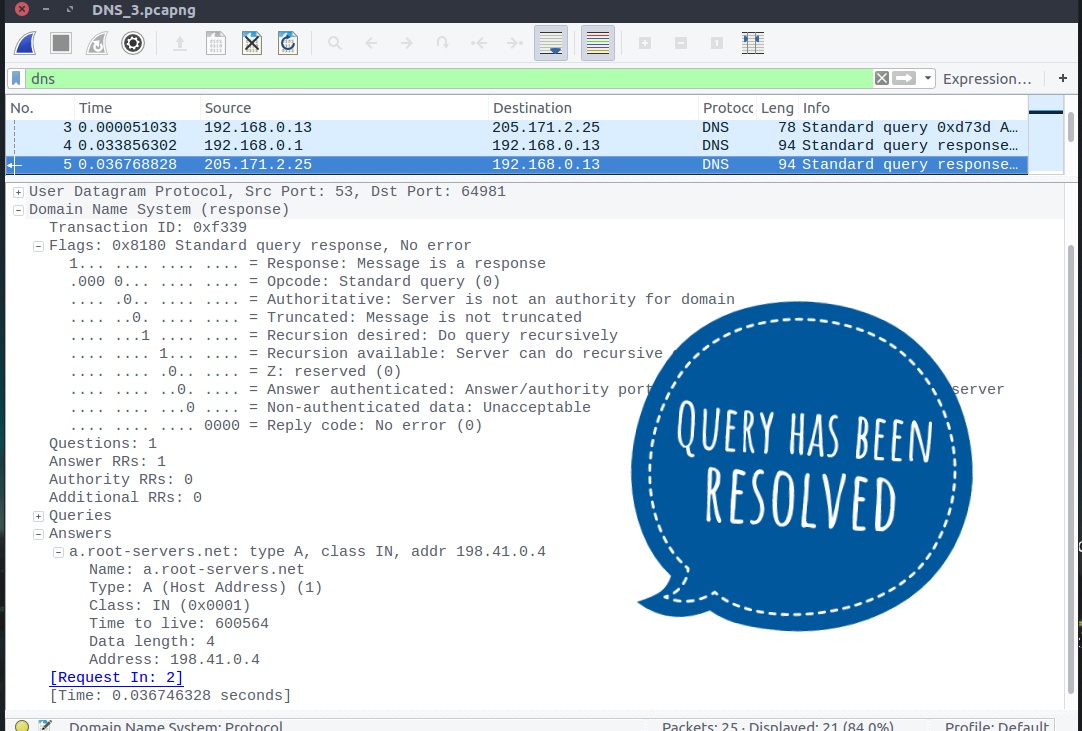 DNS_3.pcapng
dns
Expression…
+
No. Time Source Destination Protocc Leng Info
3 0.000051033 192.168.0.13 205.171.2.25 DNS 78 Standard query 0xd73d A…
4 0.033856302 192.168.0.1 192.168.0.13 DNS 94 Standard query response…
5 0.036768828 205.171.2.25 192.168.0.13 DNS 94 Standard query response…
User Datagram Protocol, Src Port: 53, Dst Port: 64981
Domain Name System (response)
Transaction ID: 0xf339
Flags: 0x8180 Standard query response, No error
1... .... .... .... = Response: Message is a response
.000 0... .... .... = Opcode: Standard query (0)
.... .0.. .... .... = Authoritative: Server is not an authority for domain
.... ..0. .... .... = Truncated: Message is not truncated
.... ...1 .... .... = Recursion desired: Do query recursively
.... .... 1... .... = Recursion available: Server can do recursive
.... .... .0.. .... = Z: reserved (0)
.... .... ..0. .... = Answer authenticated: Answer/authority port server
.... .... ...0 .... = Non-authenticated data: Unacceptable
.... .... .... 0000 = Reply code: No error (0)
Questions: 1
Answer RRs: 1
Authority RRs: 0
Additional RRs: 0
Queries
Answers
a.root-servers.net: type A, class IN, addr 198.41.0.4
Name: a.root-servers.net
Type: A (Host Address) (1)
Class: IN (0x0001)
Time to live: 600564
Data length: 4
Address: 198.41.0.4
[Request In: 2]
[Time: 0.036746328 seconds]
QUERY HAS BEEN
RESOLVED
Domain Name System: Protocol Packets: 25 · Displayed: 21 (84.0%) Profile: Default